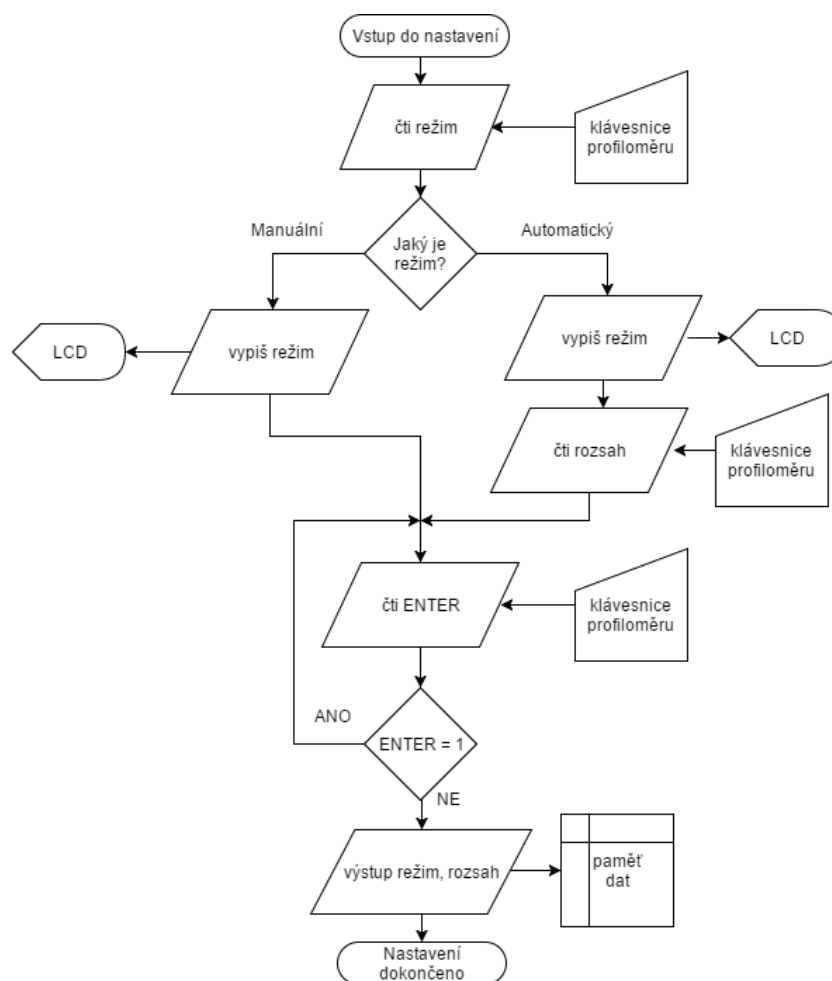 Vstup do nastavení
čti režim
klávesnice
profiloměru
Manuální
Jaký je
režim?
Automatický
LCD
vypiš režim
vypiš režim
LCD
čti rozsah
klávesnice
profiloměru
čti ENTER
klávesnice
profiloměru
ANO
ENTER = 1
NE
výstup režim, rozsah
paměť
dat
Nastavení
dokončeno